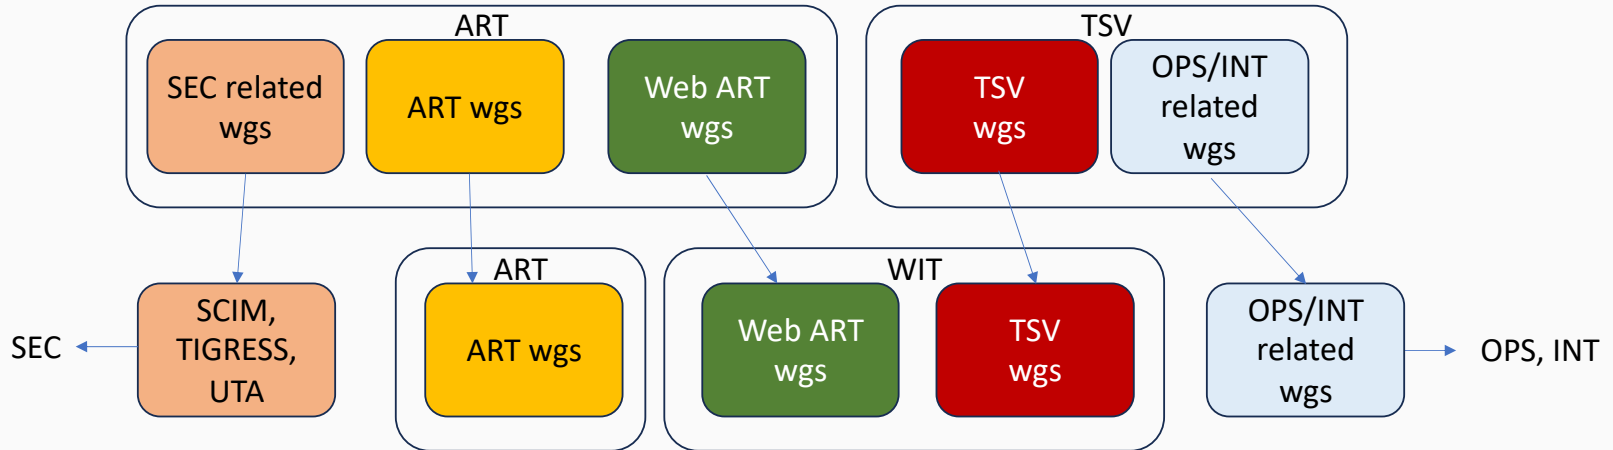 ART
SEC related
wgs
ART wgs
Web ART
wgs
TSV
TSV
wgs
OPS/INT
related
wgs
SEC
SCIM,
TIGRESS,
UTA
ART
ART wgs
WIT
Web ART
wgs
TSV
wgs
OPS/INT
related
wgs
OPS, INT